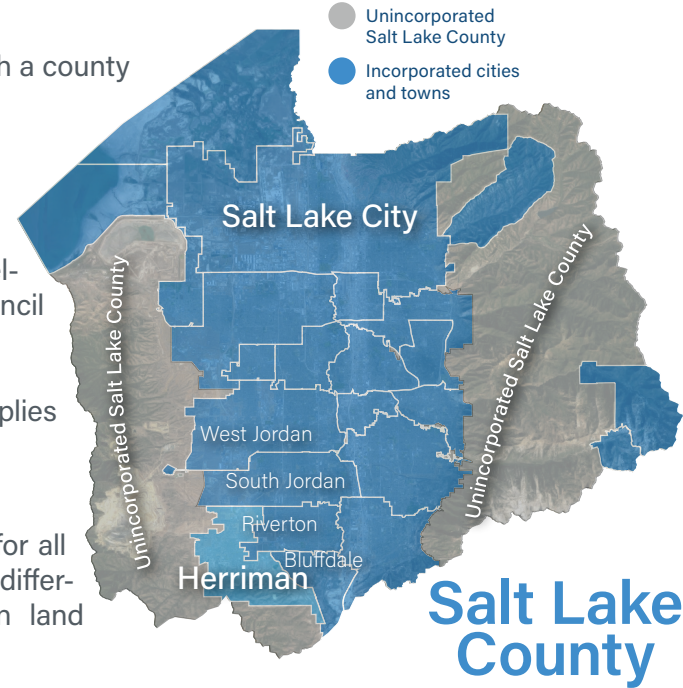 Unincorporated
Salt Lake County
Incorporated cities
and towns
h a county
el-
ncil
plies
for all
differ-
n land
Salt Lake City
Unincorporated Salt Lake County
Unincorporated Salt Lake County
West Jordan
South Jordan
Riverton
Bluffdale
Herriman
Salt Lake
County